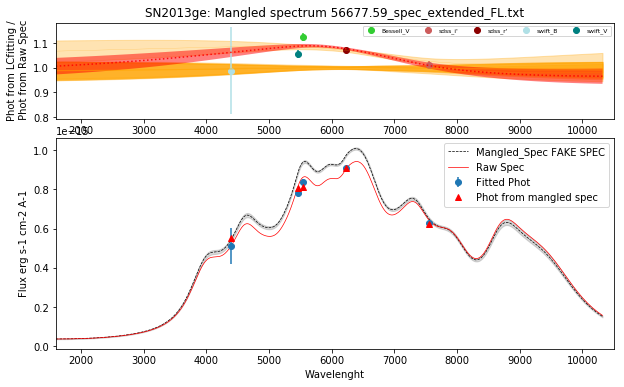 SN2013ge: Mangled spectrum 56677.59_spec_extended_FL.txt
Phot from LCfitting /
Phot from Raw Spec
1.1
1.0
0.9
0.8
Bessell_V
sdss_i'
sdss_r'
swift_B
swift_V
2000 3000 4000 5000 6000 7000 8000 9000 10000
Flux erg s-1 cm-2 A-1
1.0
0.8
0.6
0.4
0.2
0.0
Mangled_Spec FAKE SPEC
Raw Spec
Fitted Phot
Phot from mangled spec
2000 3000 4000 5000 6000 7000 8000 9000 10000
Wavelenght